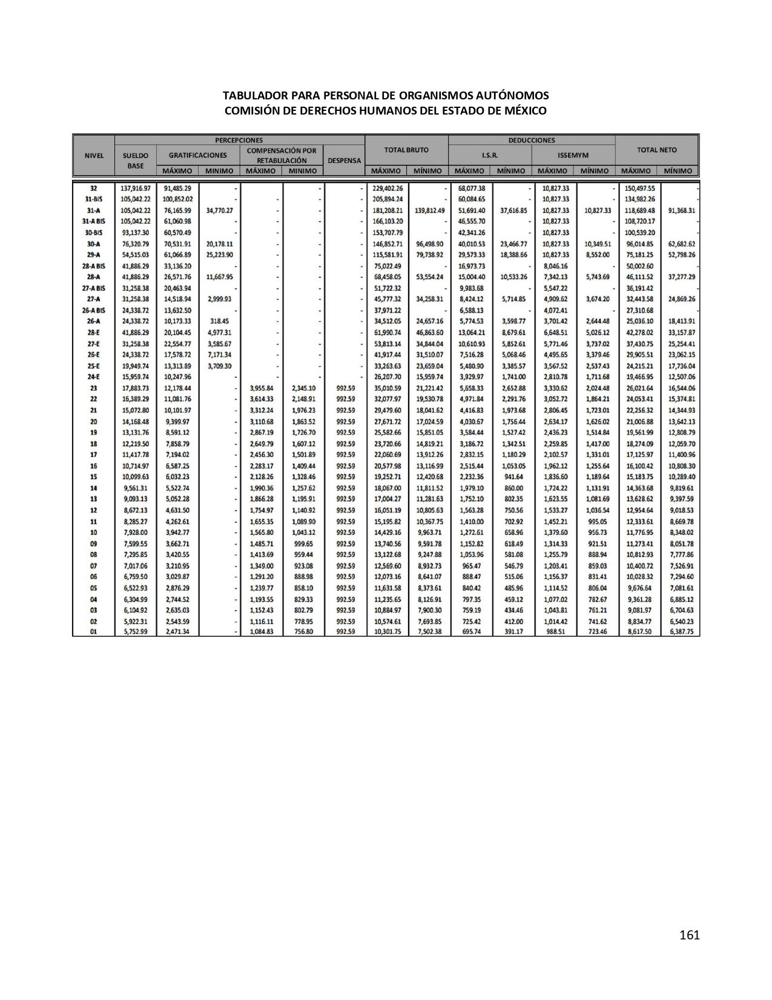 TABULADOR PARA PERSONAL DE ORGANISMOS AUTÓNOMOS
COMISIÓN DE DERECHOS HUMANOS DEL ESTADO DE MÉXICO
NIVEL PERCEPCIONES TOTAL BRUTO DEDUCCIONES TOTAL NETO
SUELDO BASE GRATIFICACIONES COMPENSACIÓN POR RETABULACIÓN DESPENSA I.S.R. ISSEMYM
MÁXIMO MINIMO MÁXIMO MINIMO MÁXIMO MÍNIMO MÁXIMO MÍNIMO MÁXIMO MÍNIMO MÁXIMO MÍNIMO
32 137,916.97 91,485.29 - - - 229,402.26 - 68,077.38 - 10,827.33 - 150,497.55 -
31-BIS 105,042.22 100,852.02 - - - - 205,894.24 - 60,084.65 - 10,827.33 - 134,982.26 -
31-A 105,042.22 76,165.99 34,770.27 - - - 181,208.21 139,812.49 51,691.40 37,616.85 10,827.33 10,827.33 118,689.48 91,368.31
31-A BIS 105,042.22 61,060.98 - - - - 166,103.20 - 46,555.70 - 10,827.33 - 108,720.17 -
30-BIS 93,137.30 60,570.49 - - - - 153,707.79 - 42,341.26 - 10,827.33 - 100,539.20 -
30-A 76,320.79 70,531.91 20,178.11 - - - 146,852.71 96,498.90 40,010.53 23,466.77 10,827.33 10,349.51 96,014.85 62,682.62
29-A 54,515.03 61,066.89 25,223.90 - - - 115,581.91 79,738.92 29,573.33 18,388.66 10,827.33 8,552.00 75,181.25 52,798.26
28-A BIS 41,886.29 33,136.20 - - - - 75,022.49 - 16,973.73 - 8,046.16 - 50,002.60 -
28-A 41,886.29 26,571.76 11,667.95 - - - 68,458.05 53,554.24 15,004.40 10,533.26 7,342.13 5,743.69 46,111.52 37,277.29
27-A BIS 31,258.38 20,463.94 - - - - 51,722.32 - 9,983.68 - 5,547.22 - 36,191.42 -
27-A 31,258.38 14,518.94 2,999.93 - - - 45,777.32 34,258.31 8,424.12 5,714.85 4,909.62 3,674.20 32,443.58 24,869.26
26-A BIS 24,338.72 13,632.50 - - - - 37,971.22 - 6,588.13 - 4,072.41 - 27,310.68 -
26-A 24,338.72 10,173.33 318.45 - - - 34,512.05 24,657.16 5,774.53 3,598.77 3,701.42 2,644.48 25,036.10 18,413.91
28-E 41,886.29 20,104.45 4,977.31 - - - 61,990.74 46,863.60 13,064.21 8,679.61 6,648.51 5,026.12 42,278.02 33,157.87
27-E 31,258.38 22,554.77 3,585.67 - - - 53,813.14 34,844.04 10,610.93 5,852.61 5,771.46 3,737.02 37,430.75 25,254.41
26-E 24,338.72 17,578.72 7,171.34 - - - 41,917.44 31,510.07 7,516.28 5,068.46 4,495.65 3,379.46 29,905.51 23,062.15
25-E 19,949.74 13,313.89 3,709.30 - - - 33,263.63 23,659.04 5,480.90 3,385.57 3,567.52 2,537.43 24,215.21 17,736.04
24-E 15,959.74 10,247.96 - - - - 26,207.70 15,959.74 3,929.97 1,741.00 2,810.78 1,711.68 19,466.95 12,507.06
23 17,883.73 12,178.44 - 3,955.84 2,345.10 992.59 35,010.59 21,221.42 5,658.33 2,652.88 3,330.62 2,024.48 26,021.64 16,544.06
22 16,389.29 11,081.76 - 3,614.33 2,148.91 992.59 32,077.97 19,530.78 4,971.84 2,291.76 3,052.72 1,864.21 24,053.41 15,374.81
21 15,072.80 10,101.97 - 3,312.24 1,976.23 992.59 29,479.60 18,041.62 4,416.83 1,973.68 2,806.45 1,723.01 22,256.32 14,344.93
20 14,168.48 9,399.97 - 3,110.68 1,863.52 992.59 27,671.72 17,024.59 4,030.67 1,756.44 2,634.17 1,626.02 21,006.88 13,642.13
19 13,131.76 8,591.12 - 2,867.19 1,726.70 992.59 25,582.66 15,851.05 3,584.44 1,527.42 2,436.23 1,514.84 19,561.99 12,808.79
18 12,219.50 7,858.79 - 2,649.79 1,607.12 992.59 23,720.66 14,819.21 3,186.72 1,342.51 2,259.85 1,417.00 18,274.09 12,059.70
17 11,417.78 7,194.02 - 2,456.30 1,501.89 992.59 22,060.69 13,912.26 2,832.15 1,180.29 2,102.57 1,331.01 17,125.97 11,400.96
16 10,714.97 6,587.25 - 2,283.17 1,409.44 992.59 20,577.98 13,116.99 2,515.44 1,053.05 1,962.12 1,255.64 16,100.42 10,808.30
15 10,099.63 6,032.23 - 2,128.26 1,328.46 992.59 19,252.71 12,420.68 2,232.36 941.64 1,836.60 1,189.64 15,183.75 10,289.40
14 9,561.31 5,522.74 - 1,990.36 1,257.62 992.59 18,067.00 11,811.52 1,979.10 860.00 1,724.22 1,131.91 14,363.68 9,819.61
13 9,093.13 5,052.28 - 1,866.28 1,195.91 992.59 17,004.27 11,281.63 1,752.10 802.35 1,623.55 1,081.69 13,628.62 9,397.59
12 8,672.13 4,631.50 - 1,754.97 1,140.92 992.59 16,051.19 10,805.63 1,563.28 750.56 1,533.27 1,036.54 12,954.64 9,018.53
11 8,285.27 4,262.61 - 1,655.35 1,089.90 992.59 15,195.82 10,367.75 1,410.00 702.92 1,452.21 995.05 12,333.61 8,669.78
10 7,928.00 3,942.77 - 1,565.80 1,043.12 992.59 14,429.16 9,963.71 1,272.61 658.96 1,379.60 956.73 11,776.95 8,348.02
09 7,599.55 3,662.71 - 1,485.71 999.65 992.59 13,740.56 9,591.78 1,152.82 618.49 1,314.33 921.51 11,273.41 8,051.78
08 7,295.85 3,420.55 - 1,413.69 959.44 992.59 13,122.68 9,247.88 1,053.96 581.08 1,255.79 888.94 10,812.93 7,777.86
07 7,017.06 3,210.95 - 1,349.00 923.08 992.59 12,569.60 8,932.73 965.47 546.79 1,203.41 859.03 10,400.72 7,526.91
06 6,759.50 3,029.87 - 1,291.20 888.98 992.59 12,073.16 8,641.07 888.47 515.06 1,156.37 831.41 10,028.32 7,294.60
05 6,522.93 2,876.29 - 1,239.77 858.10 992.59 11,631.58 8,373.61 840.42 485.96 1,114.52 806.04 9,676.64 7,081.61
04 6,304.99 2,744.52 - 1,193.55 829.33 992.59 11,235.65 8,126.91 797.35 459.12 1,077.02 782.67 9,361.28 6,885.12
03 6,104.92 2,635.03 - 1,152.43 802.79 992.59 10,884.97 7,900.30 759.19 434.46 1,043.81 761.21 9,081.97 6,704.63
02 5,922.31 2,543.59 - 1,116.11 778.95 992.59 10,574.61 7,693.85 725.42 412.00 1,014.42 741.62 8,834.77 6,540.23
01 5,752.99 2,471.34 - 1,084.83 756.80 992.59 10,301.75 7,502.38 695.74 391.17 988.51 723.46 8,617.50 6,387.75
161